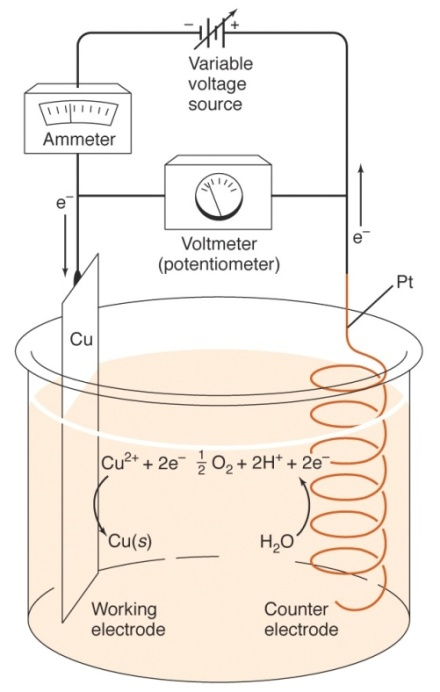 − +
Variable
voltage
source
Ammeter
e⁻
Voltmeter
(potentiometer)
e⁻
Pt
Cu
Cu²⁺ + 2e⁻ ½ O₂ + 2H⁺ + 2e⁻
Cu(s) H₂O
Working
electrode
Counter
electrode